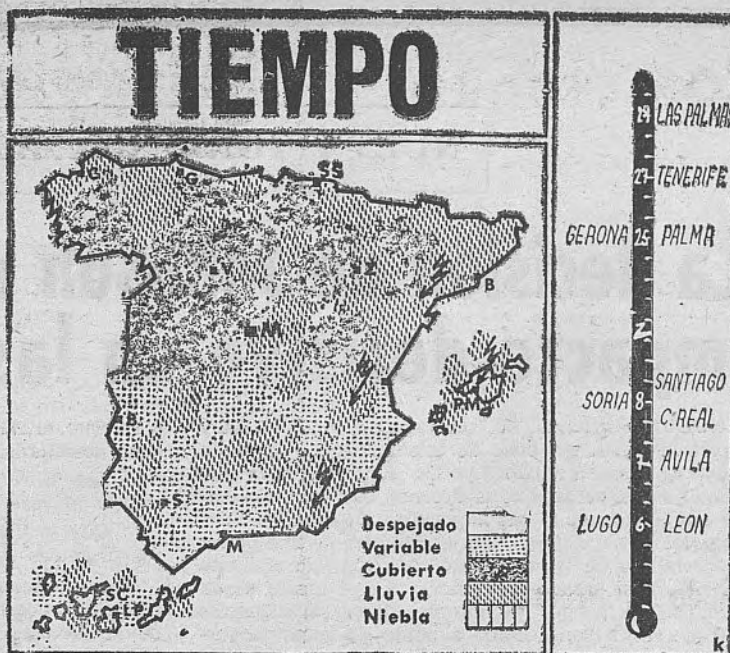 TIEMPO
C
G
SS
V
Z
B
M
PM
B
S
M
SC
LP
Despejado
Variable
Cubierto
Lluvia
Niebla
29 LAS PALMAS
27 TENERIFE
GERONA 25 PALMA
SORIA 8 SANTIAGO
C. REAL
7 AVILA
LUGO 6 LEON
k